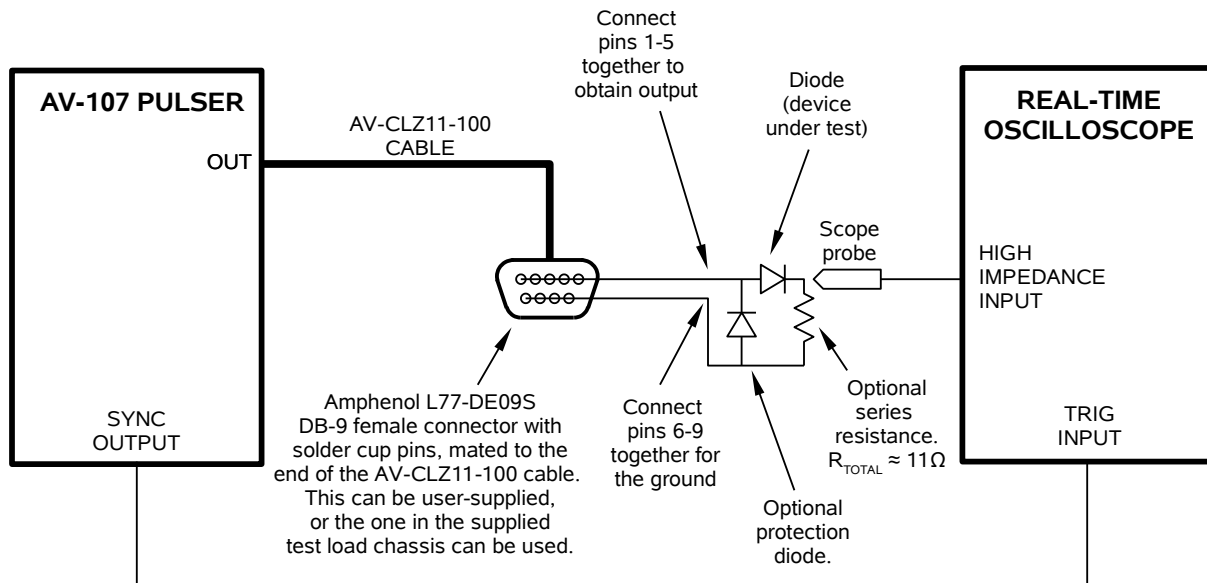 AV-107 PULSER
OUT
SYNC
OUTPUT
AV-CLZ11-100
CABLE
Connect
pins 1-5
together to
obtain output
Diode
(device
under test)
Scope
probe
REAL-TIME
OSCILLOSCOPE
HIGH
IMPEDANCE
INPUT
TRIG
INPUT
Amphenol L77-DE09S
DB-9 female connector with
solder cup pins, mated to the
end of the AV-CLZ11-100 cable.
This can be user-supplied,
or the one in the supplied
test load chassis can be used.
Connect
pins 6-9
together for
the ground
Optional
protection
diode.
Optional
series
resistance.
R_TOTAL ≈ 11Ω